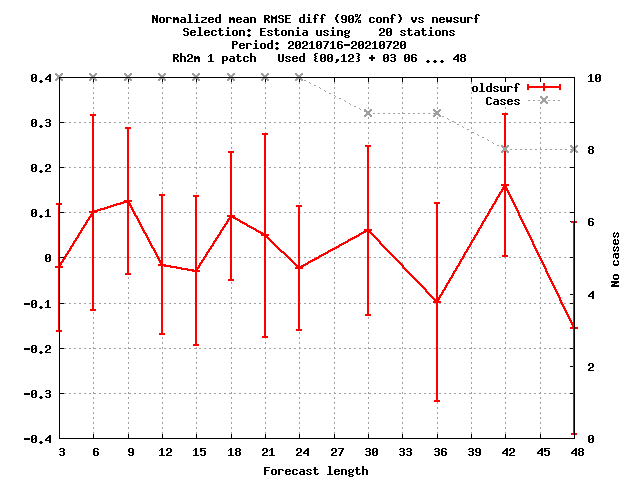 Normalized mean RMSE diff (90% conf) vs newsurf
Selection: Estonia using    20 stations
Period: 20210716-20210720
Rh2m 1 patch   Used {00,12} + 03 06 ... 48
oldsurf
Cases
0.4
0.3
0.2
0.1
0
-0.1
-0.2
-0.3
-0.4
10
8
6
4
2
0
No cases
3 6 9 12 15 18 21 24 27 30 33 36 39 42 45 48
Forecast length